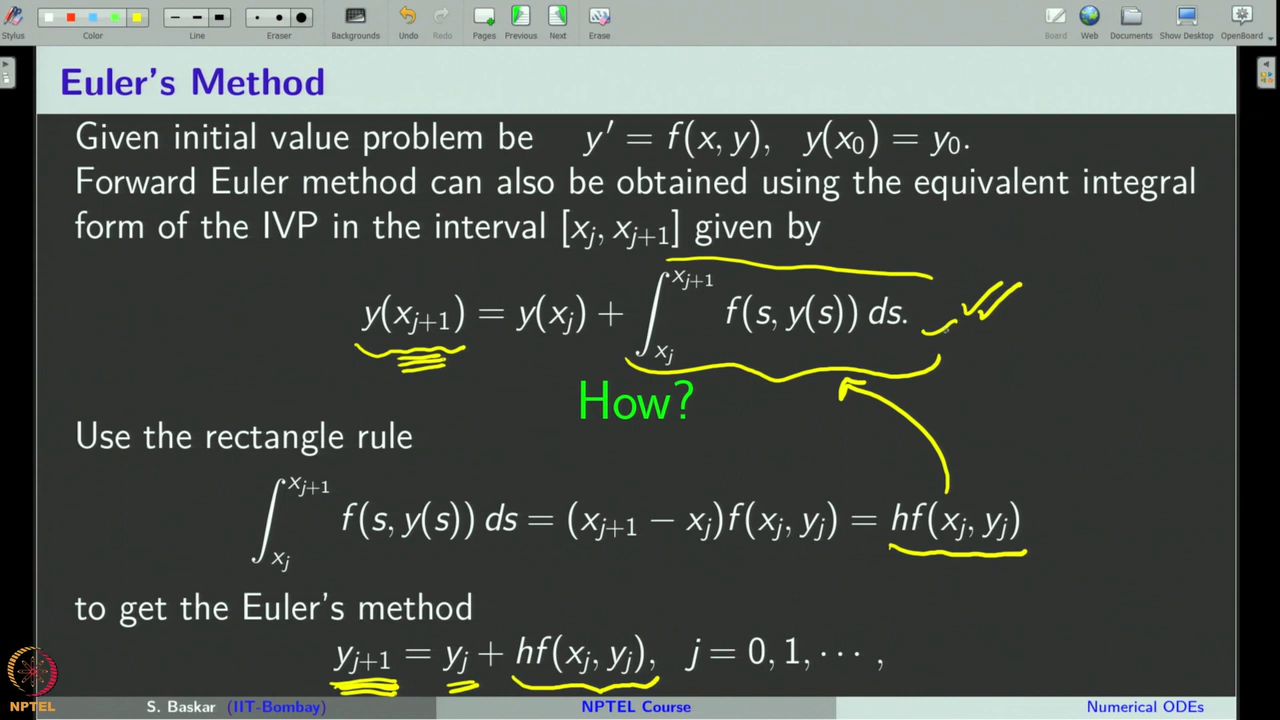 Stylus Color Line Eraser Backgrounds Undo Redo Pages Previous Next Erase Board Web Documents Show Desktop OpenBoard
Euler's Method
Given initial value problem be y′ = f(x, y), y(x₀) = y₀.
Forward Euler method can also be obtained using the equivalent integral
form of the IVP in the interval [xⱼ, xⱼ₊₁] given by
y(xⱼ₊₁) = y(xⱼ) + ∫_{xⱼ}^{xⱼ₊₁} f(s, y(s)) ds.
How?
Use the rectangle rule
∫_{xⱼ}^{xⱼ₊₁} f(s, y(s)) ds = (xⱼ₊₁ − xⱼ)f(xⱼ, yⱼ) = hf(xⱼ, yⱼ)
to get the Euler's method
yⱼ₊₁ = yⱼ + hf(xⱼ, yⱼ), j = 0, 1, ⋯ ,
NPTEL
S. Baskar (IIT-Bombay) NPTEL Course Numerical ODEs